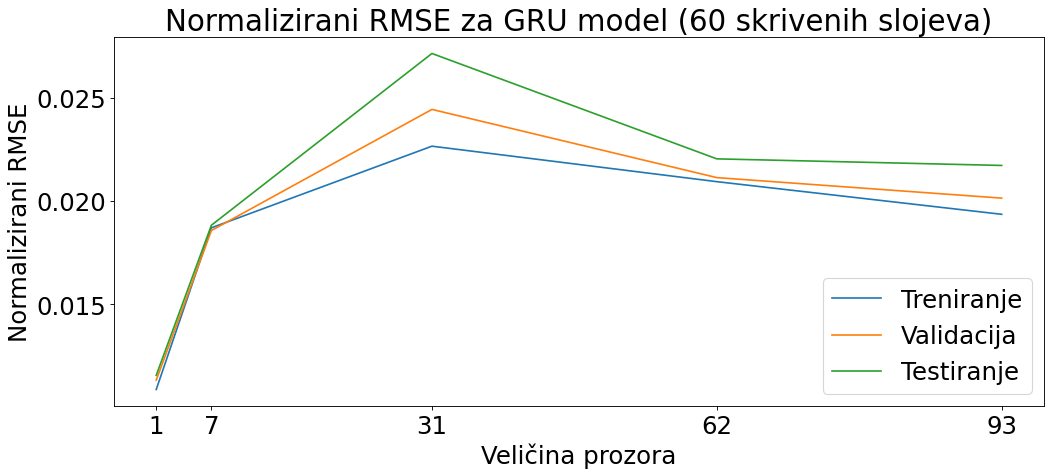 Normalizirani RMSE za GRU model (60 skrivenih slojeva)
Normalizirani RMSE
0.025
0.020
0.015
Treniranje
Validacija
Testiranje
1 7 31 62 93
Veličina prozora